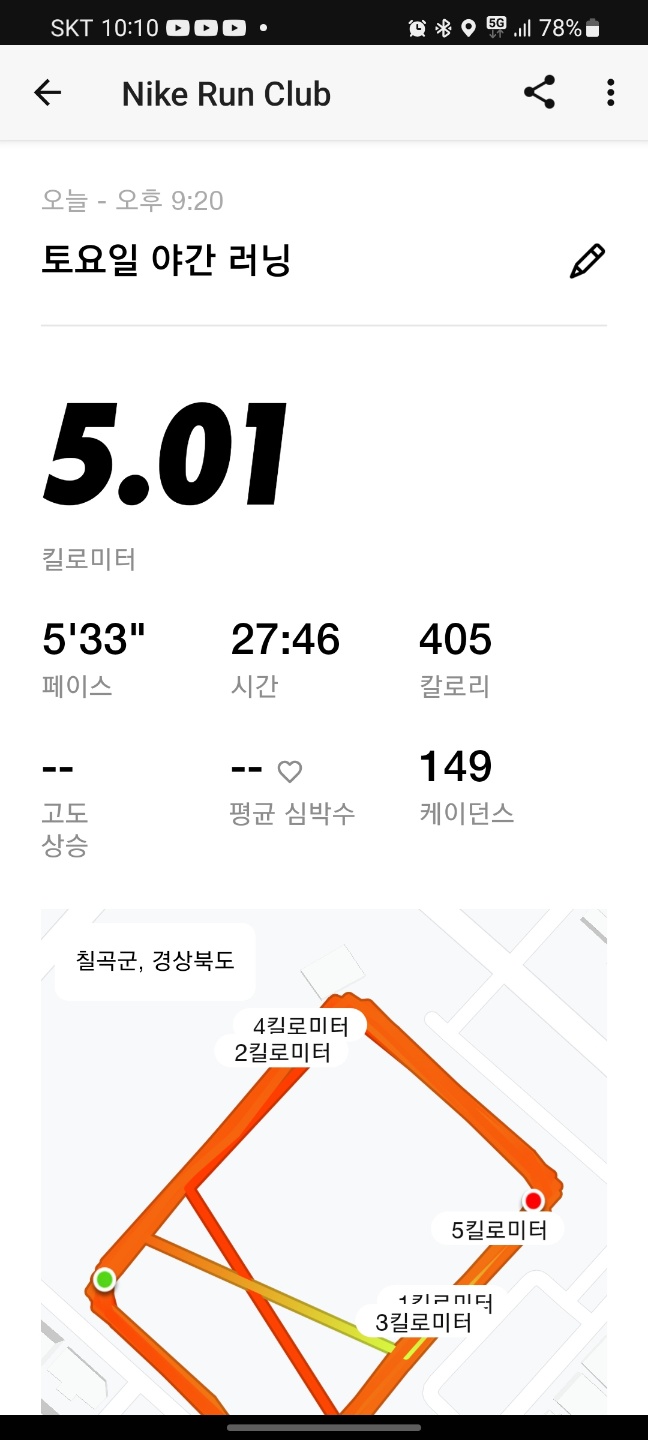 SKT 10:10 5G 78%
Nike Run Club
오늘 - 오후 9:20
토요일 야간 러닝
5.01
킬로미터
5'33" 27:46 405
페이스 시간 칼로리
-- -- 149
고도 상승 평균 심박수 케이던스
칠곡군, 경상북도
4킬로미터
2킬로미터
5킬로미터
1킬로미터
3킬로미터